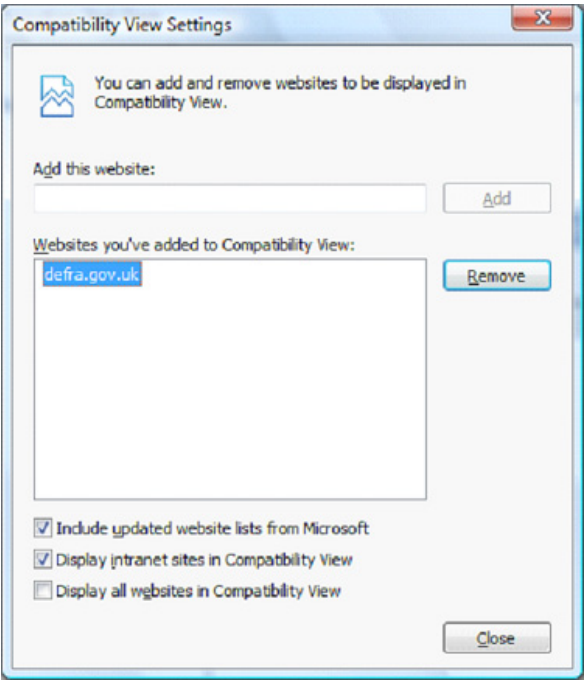 Compatibility View Settings
You can add and remove websites to be displayed in
Compatibility View.
Add this website:
Add
Websites you've added to Compatibility View:
defra.gov.uk
Remove
Include updated website lists from Microsoft
Display intranet sites in Compatibility View
Display all websites in Compatibility View
Close